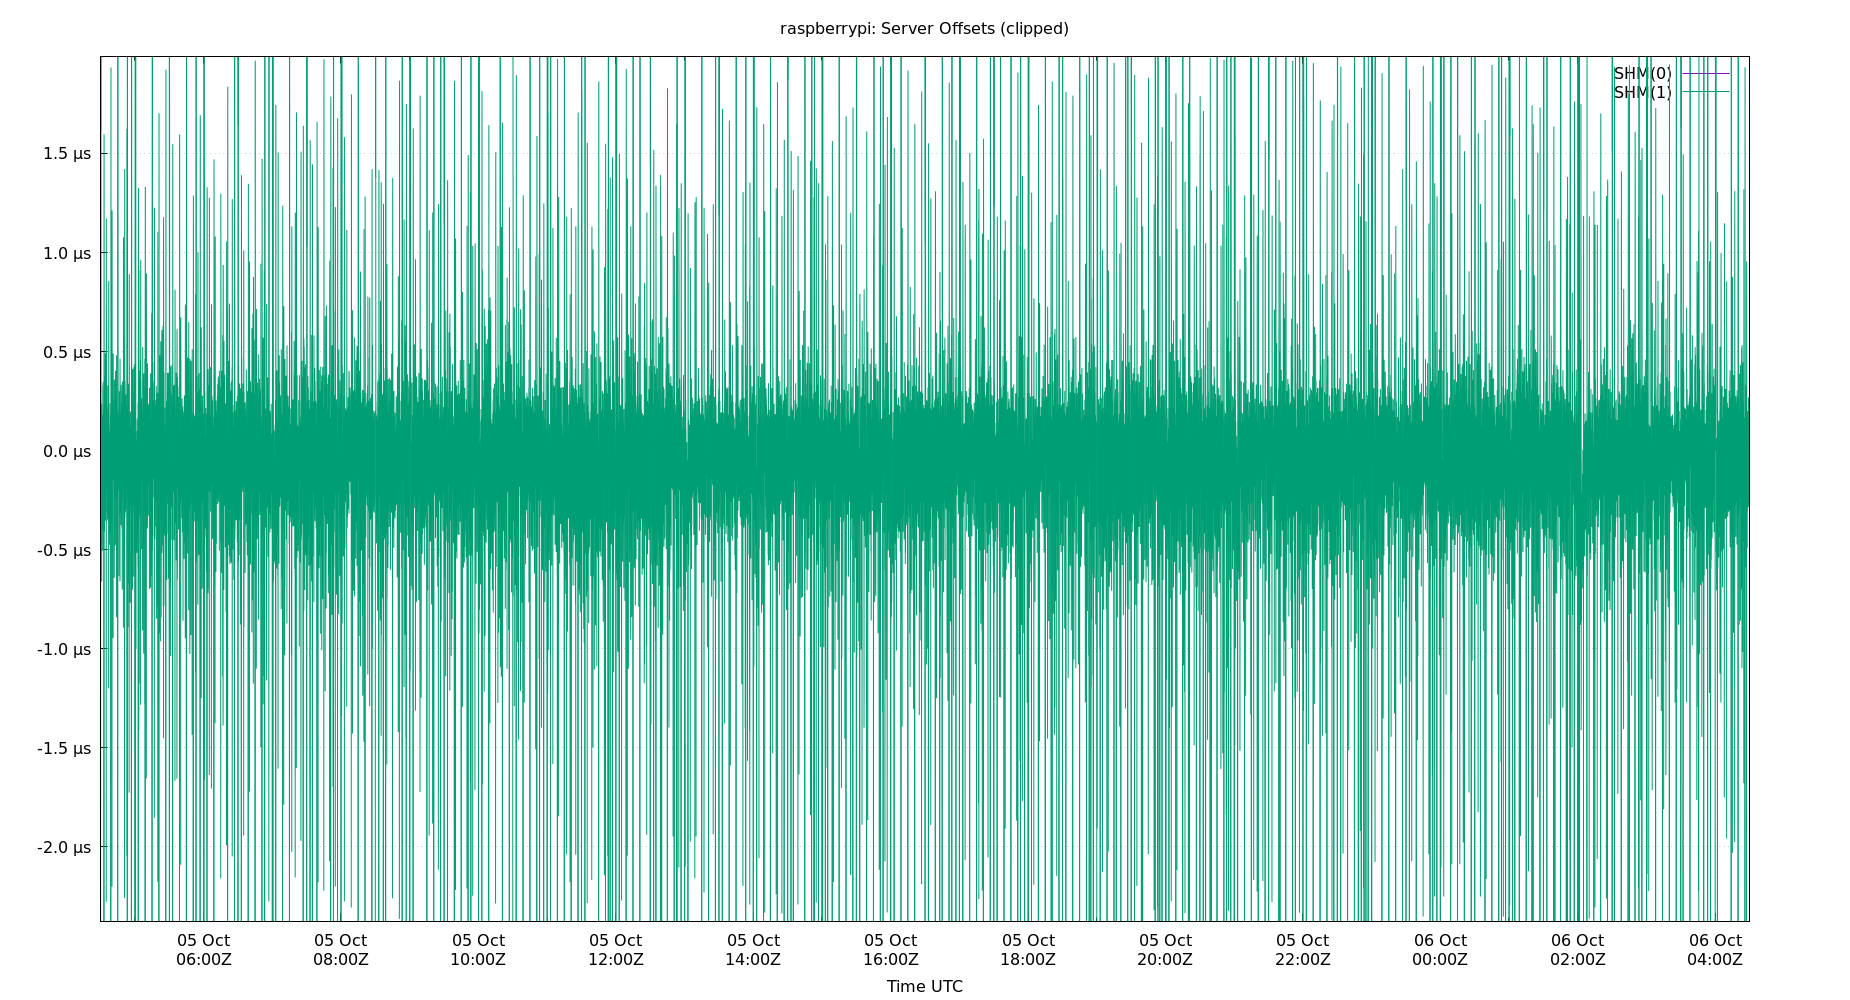 raspberrypi: Server Offsets (clipped)
SHM(0)
SHM(1)
1.5 µs
1.0 µs
0.5 µs
0.0 µs
-0.5 µs
-1.0 µs
-1.5 µs
-2.0 µs
05 Oct 05 Oct 05 Oct 05 Oct 05 Oct 05 Oct 05 Oct 05 Oct 05 Oct 06 Oct 06 Oct 06 Oct
06:00Z 08:00Z 10:00Z 12:00Z 14:00Z 16:00Z 18:00Z 20:00Z 22:00Z 00:00Z 02:00Z 04:00Z
Time UTC